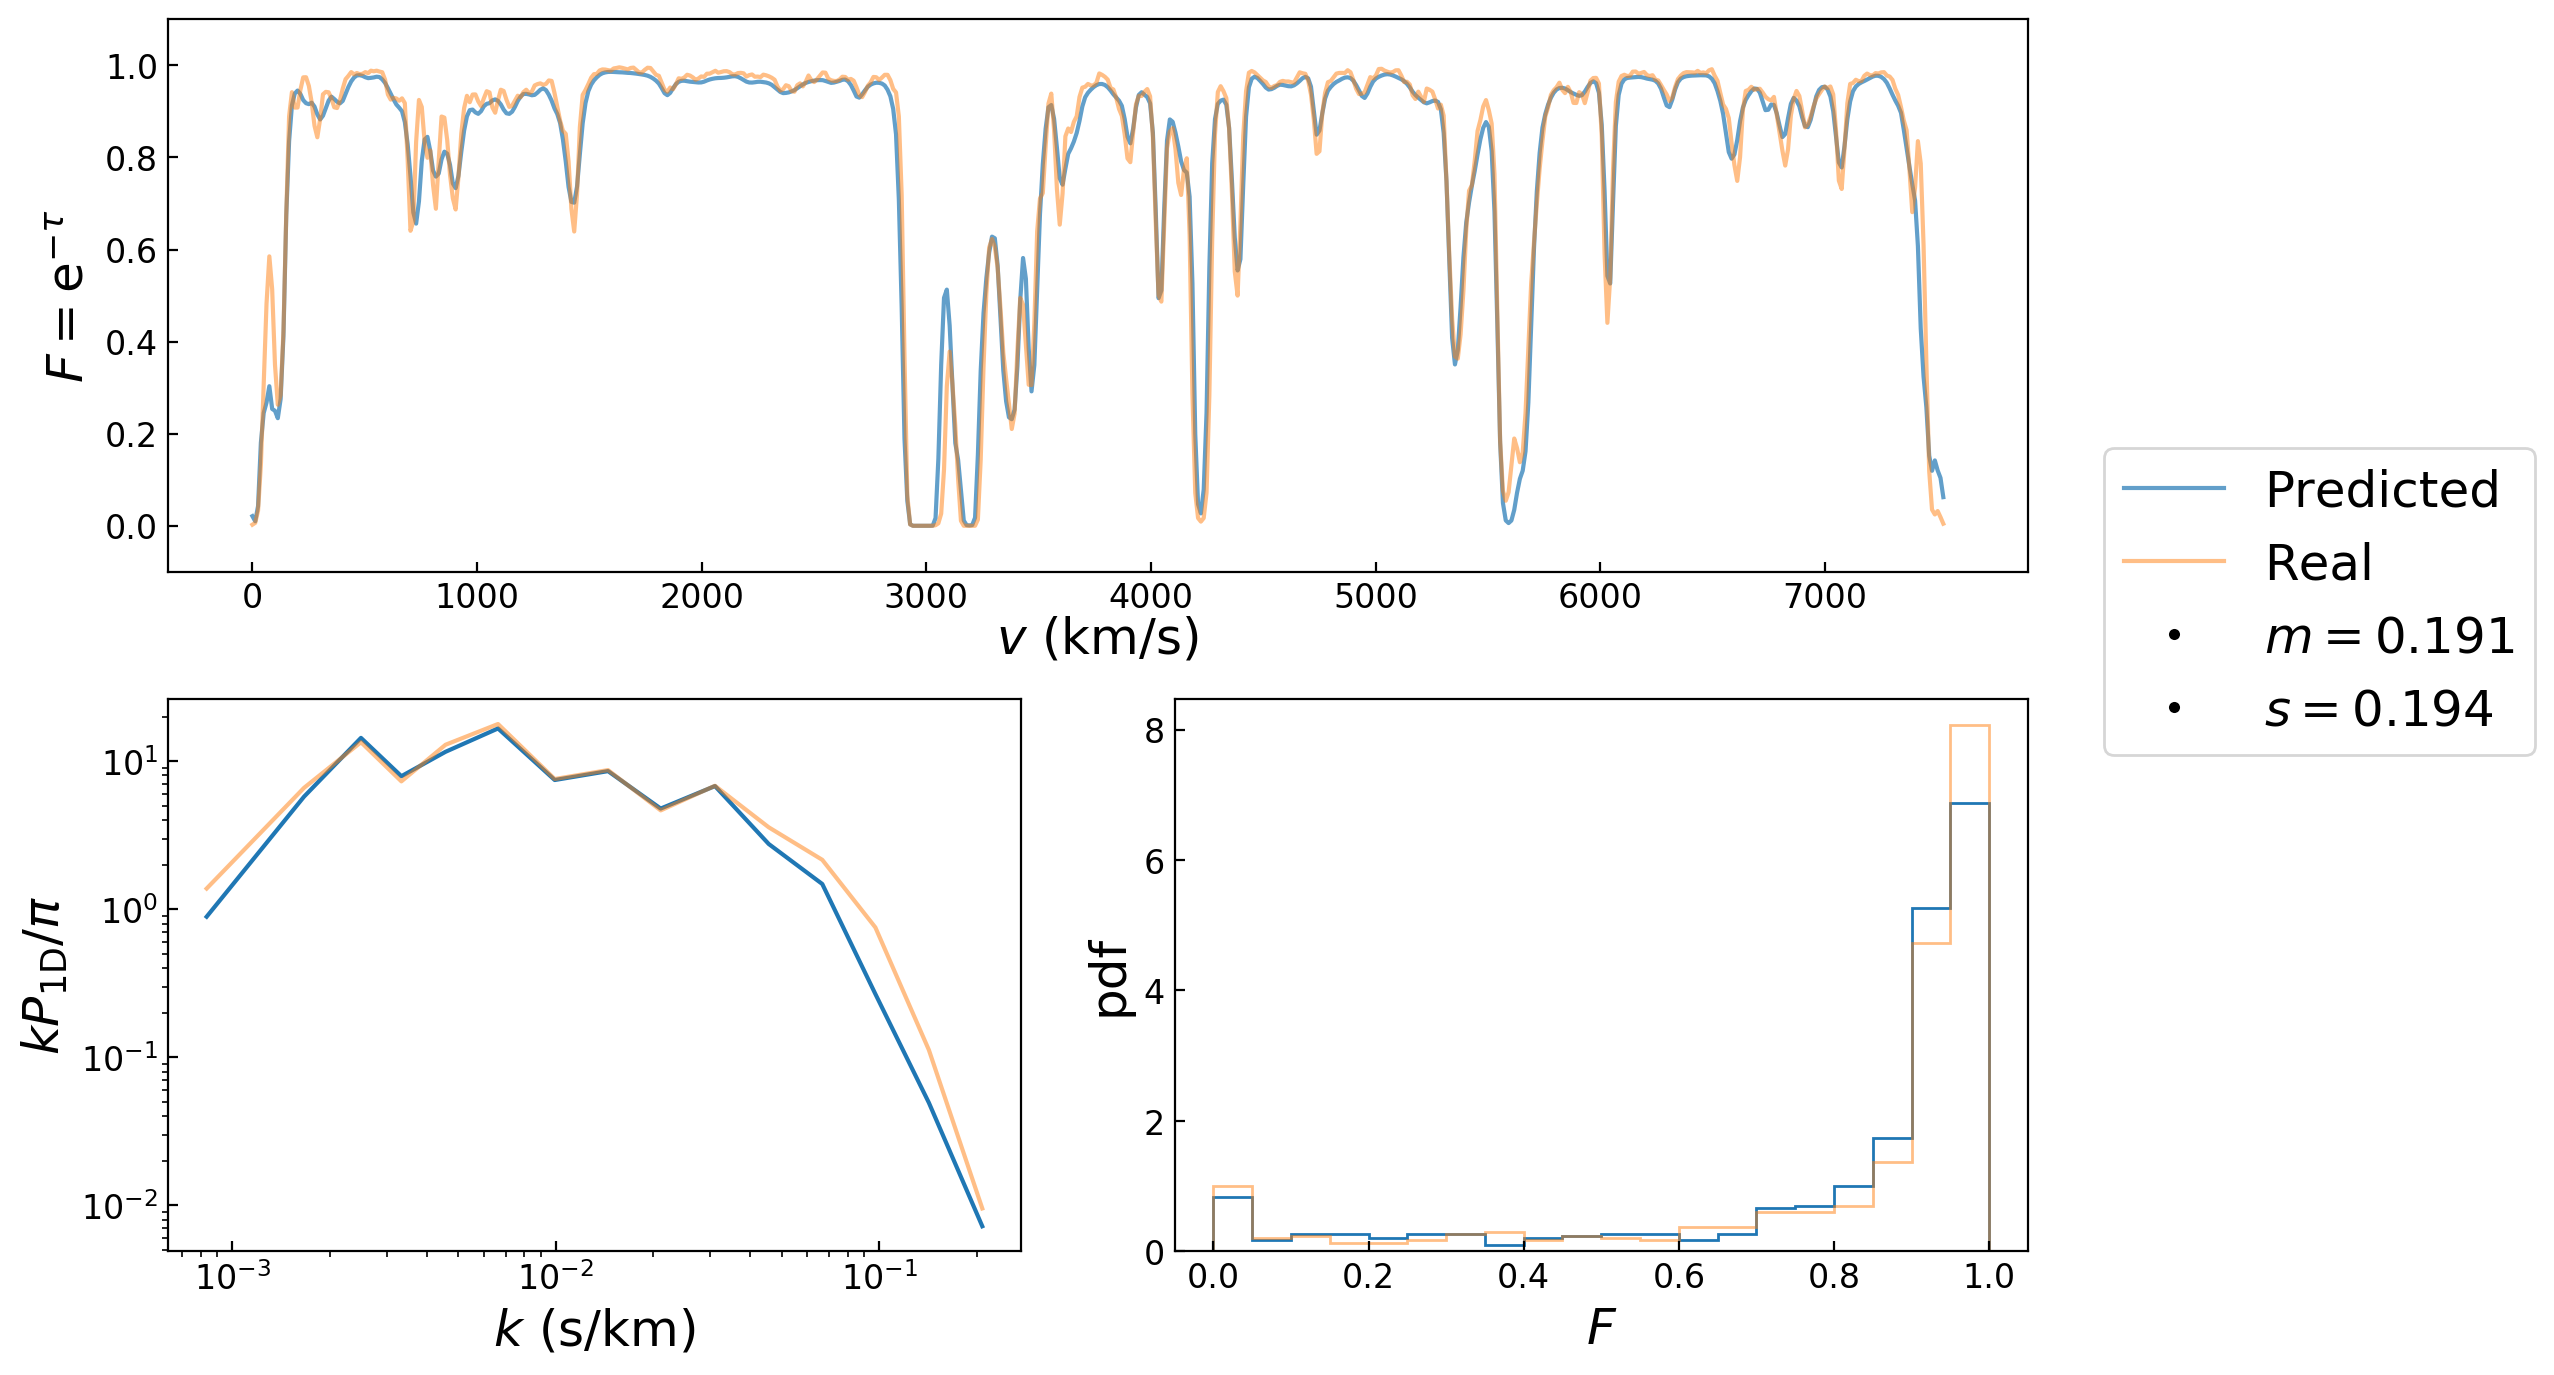 F = e^{−τ}
1.0
0.8
0.6
0.4
0.2
0.0
0 1000 2000 3000 4000 5000 6000 7000
v (km/s)
Predicted
Real
m = 0.191
s = 0.194
kP_{1D}/π
10^1
10^0
10^{−1}
10^{−2}
10^{−3} 10^{−2} 10^{−1}
k (s/km)
pdf
8
6
4
2
0
0.0 0.2 0.4 0.6 0.8 1.0
F